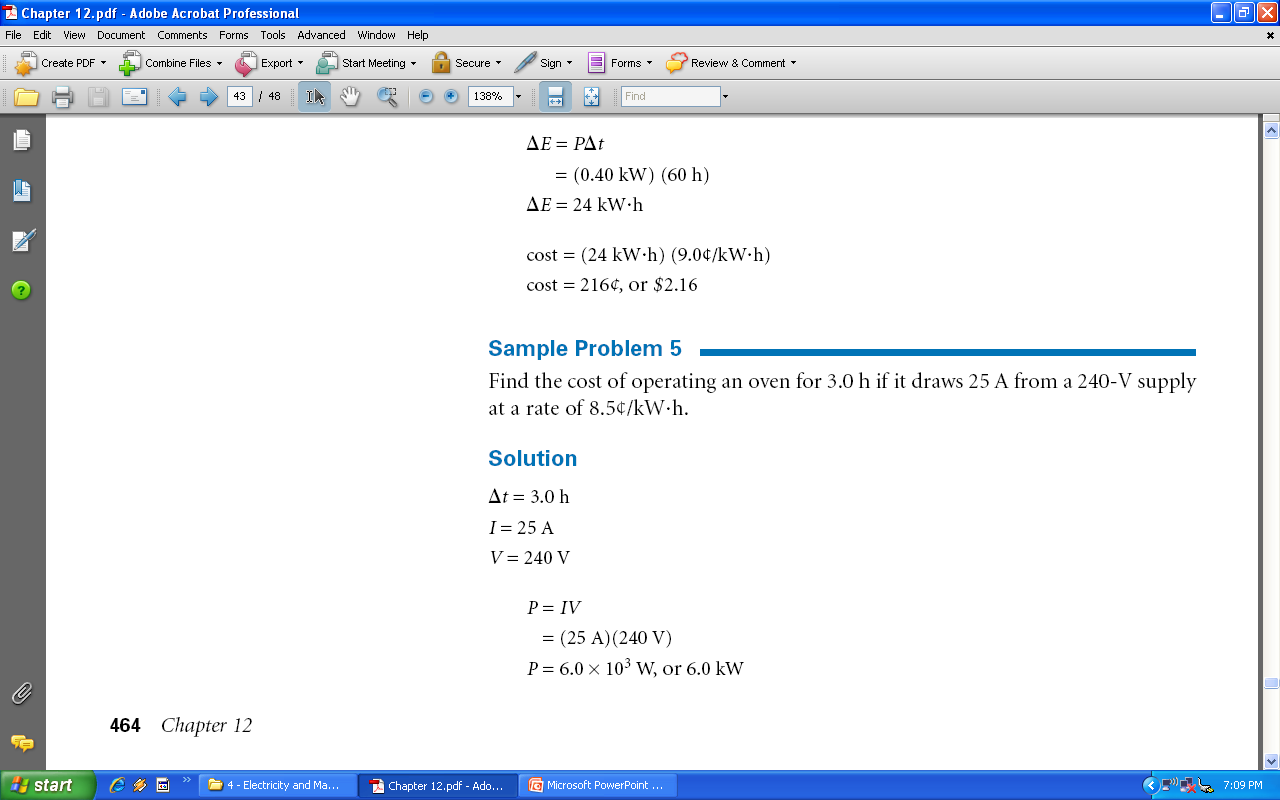 Chapter 12.pdf - Adobe Acrobat Professional
File Edit View Document Comments Forms Tools Advanced Window Help
Create PDF Combine Files Export Start Meeting Secure Sign Forms Review & Comment
43 / 48 138% Find
ΔE = PΔt
= (0.40 kW) (60 h)
ΔE = 24 kW·h
cost = (24 kW·h) (9.0¢/kW·h)
cost = 216¢, or $2.16
Sample Problem 5
Find the cost of operating an oven for 3.0 h if it draws 25 A from a 240-V supply
at a rate of 8.5¢/kW·h.
Solution
Δt = 3.0 h
I = 25 A
V = 240 V
P = IV
= (25 A)(240 V)
P = 6.0 × 10³ W, or 6.0 kW
464 Chapter 12
start 4 - Electricity and Ma... Chapter 12.pdf - Ado... Microsoft PowerPoint ... 7:09 PM